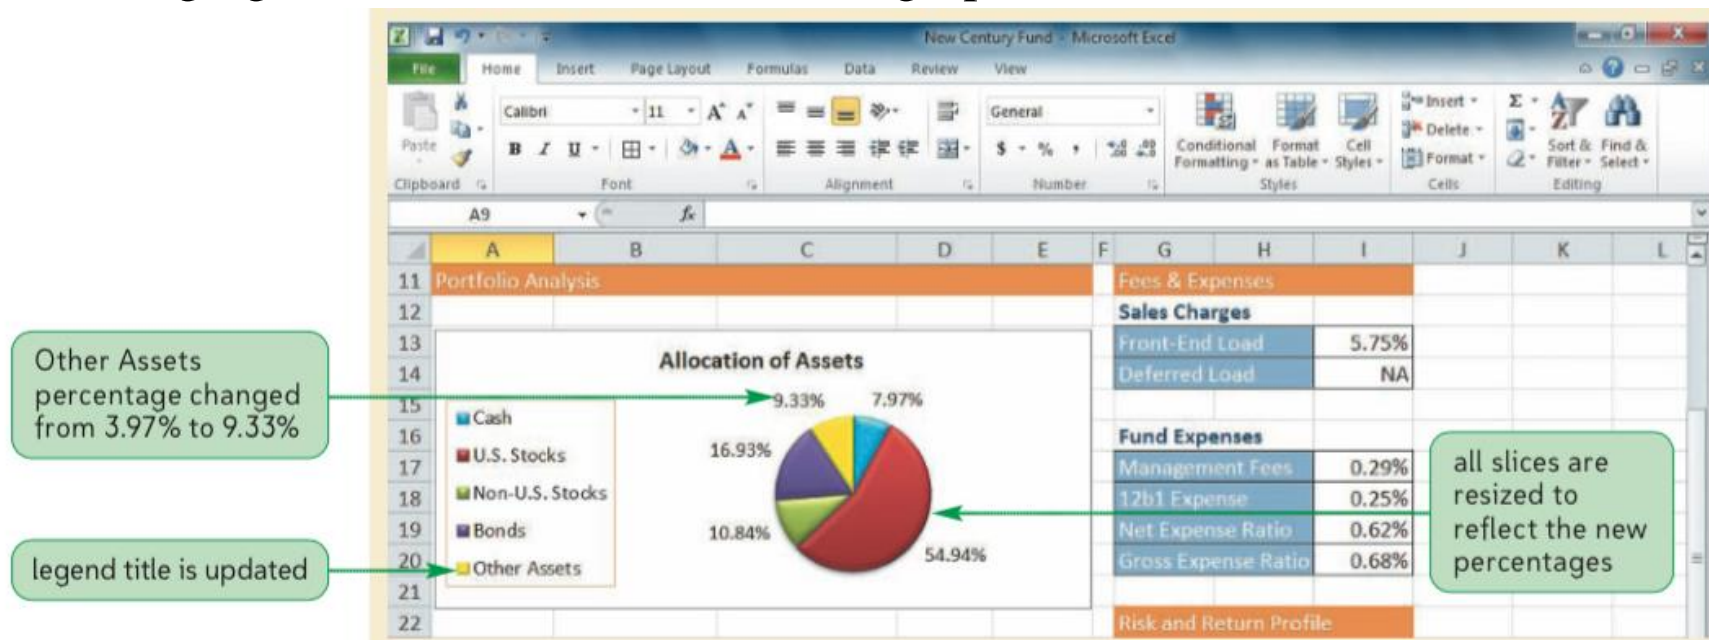 New Century Fund - Microsoft Excel
File Home Insert Page Layout Formulas Data Review View
Calibri 11 A A General Insert Σ
Paste Delete
B I U A $ % , Conditional Formatting Format as Table Cell Styles Format Sort & Filter Find & Select
Clipboard Font Alignment Number Styles Cells Editing
A9 fx
A B C D E F G H I J K L
11 Portfolio Analysis Fees & Expenses
12 Sales Charges
13 Front-End Load 5.75%
14 Deferred Load NA
15
16 Fund Expenses
17 Management Fees 0.29%
18 12b1 Expense 0.25%
19 Net Expense Ratio 0.62%
20 Gross Expense Ratio 0.68%
21
22 Risk and Return Profile
Allocation of Assets
9.33% 7.97%
16.93%
10.84%
54.94%
Cash
U.S. Stocks
Non-U.S. Stocks
Bonds
Other Assets
Other Assets
percentage changed
from 3.97% to 9.33%
legend title is updated
all slices are
resized to
reflect the new
percentages